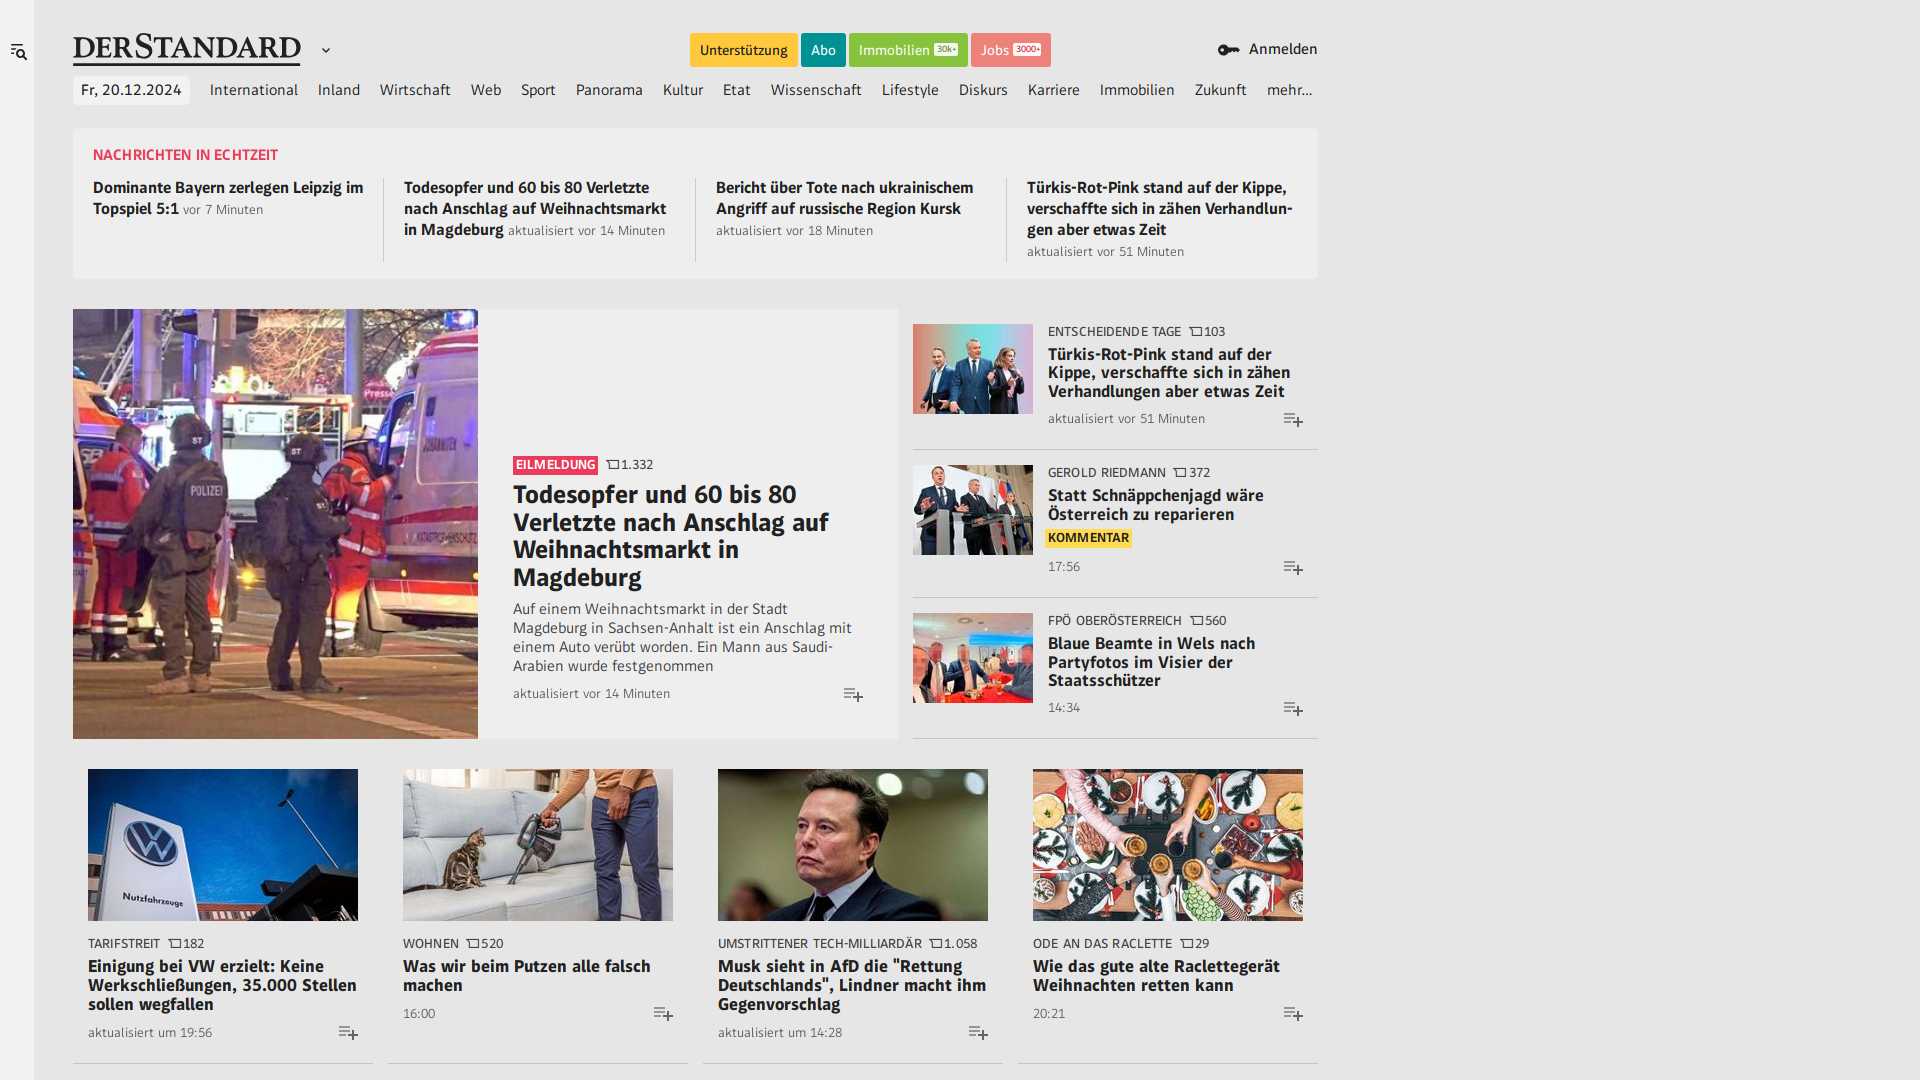 DERSTANDARD
Unterstützung
Abo
Immobilien 30k+
Jobs 3000+
Anmelden
Fr, 20.12.2024
International
Inland
Wirtschaft
Web
Sport
Panorama
Kultur
Etat
Wissenschaft
Lifestyle
Diskurs
Karriere
Immobilien
Zukunft
mehr...
NACHRICHTEN IN ECHTZEIT
Dominante Bayern zerlegen Leipzig im
Topspiel 5:1 vor 7 Minuten
Todesopfer und 60 bis 80 Verletzte
nach Anschlag auf Weihnachtsmarkt
in Magdeburg aktualisiert vor 14 Minuten
Bericht über Tote nach ukrainischem
Angriff auf russische Region Kursk
aktualisiert vor 18 Minuten
Türkis-Rot-Pink stand auf der Kippe,
verschaffte sich in zähen Verhandlun-
gen aber etwas Zeit
aktualisiert vor 51 Minuten
POLIZEI
ST
ST
Presse
JOHANNITER
EILMELDUNG 1.332
Todesopfer und 60 bis 80
Verletzte nach Anschlag auf
Weihnachtsmarkt in
Magdeburg
Auf einem Weihnachtsmarkt in der Stadt
Magdeburg in Sachsen-Anhalt ist ein Anschlag mit
einem Auto verübt worden. Ein Mann aus Saudi-
Arabien wurde festgenommen
aktualisiert vor 14 Minuten
ENTSCHEIDENDE TAGE 103
Türkis-Rot-Pink stand auf der
Kippe, verschaffte sich in zähen
Verhandlungen aber etwas Zeit
aktualisiert vor 51 Minuten
GEROLD RIEDMANN 372
Statt Schnäppchenjagd wäre
Österreich zu reparieren
KOMMENTAR
17:56
FPÖ OBERÖSTERREICH 560
Blaue Beamte in Wels nach
Partyfotos im Visier der
Staatsschützer
14:34
Nutzfahrzeuge
TARIFSTREIT 182
Einigung bei VW erzielt: Keine
Werkschließungen, 35.000 Stellen
sollen wegfallen
aktualisiert um 19:56
WOHNEN 520
Was wir beim Putzen alle falsch
machen
16:00
UMSTRITTENER TECH-MILLIARDÄR 1.058
Musk sieht in AfD die "Rettung
Deutschlands", Lindner macht ihm
Gegenvorschlag
aktualisiert um 14:28
ODE AN DAS RACLETTE 29
Wie das gute alte Raclettegerät
Weihnachten retten kann
20:21